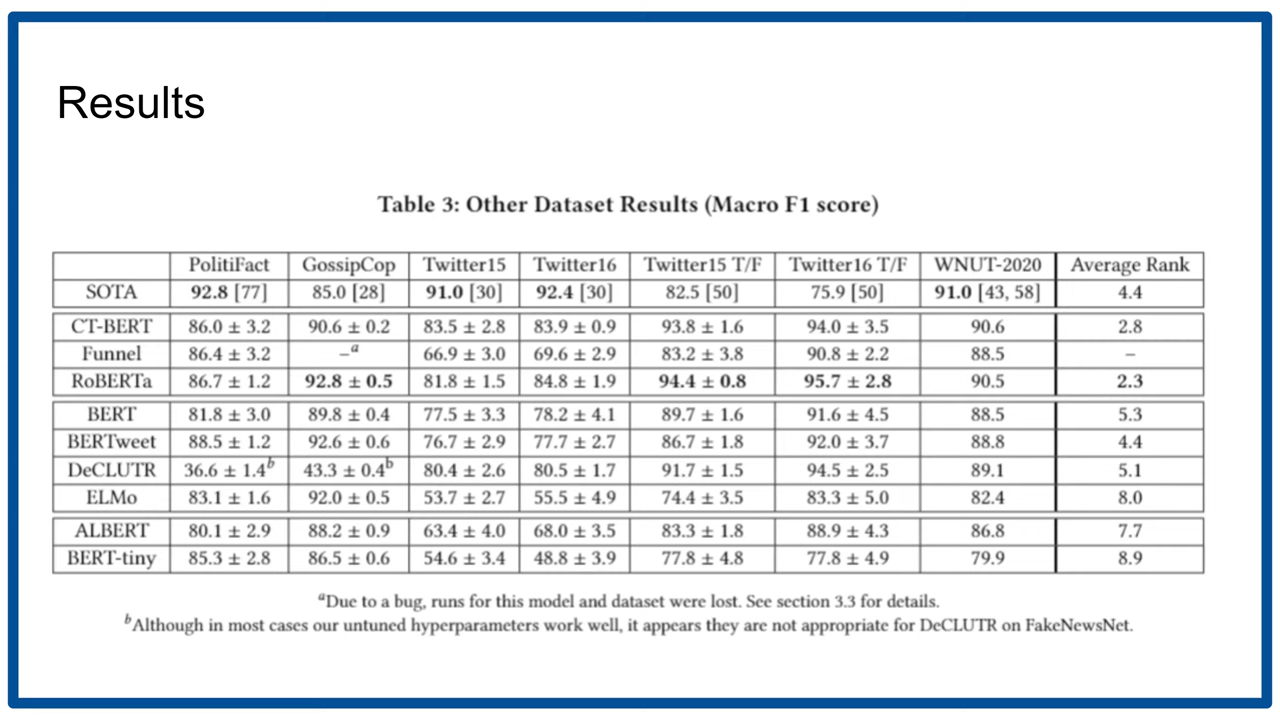 Results
Table 3: Other Dataset Results (Macro F1 score)
PolitiFact GossipCop Twitter15 Twitter16 Twitter15 T/F Twitter16 T/F WNUT-2020 Average Rank
SOTA 92.8 [77] 85.0 [28] 91.0 [30] 92.4 [30] 82.5 [50] 75.9 [50] 91.0 [43, 58] 4.4
CT-BERT 86.0 ± 3.2 90.6 ± 0.2 83.5 ± 2.8 83.9 ± 0.9 93.8 ± 1.6 94.0 ± 3.5 90.6 2.8
Funnel 86.4 ± 3.2 –a 66.9 ± 3.0 69.6 ± 2.9 83.2 ± 3.8 90.8 ± 2.2 88.5 –
RoBERTa 86.7 ± 1.2 92.8 ± 0.5 81.8 ± 1.5 84.8 ± 1.9 94.4 ± 0.8 95.7 ± 2.8 90.5 2.3
BERT 81.8 ± 3.0 89.8 ± 0.4 77.5 ± 3.3 78.2 ± 4.1 89.7 ± 1.6 91.6 ± 4.5 88.5 5.3
BERTweet 88.5 ± 1.2 92.6 ± 0.6 76.7 ± 2.9 77.7 ± 2.7 86.7 ± 1.8 92.0 ± 3.7 88.8 4.4
DeCLUTR 36.6 ± 1.4b 43.3 ± 0.4b 80.4 ± 2.6 80.5 ± 1.7 91.7 ± 1.5 94.5 ± 2.5 89.1 5.1
ELMo 83.1 ± 1.6 92.0 ± 0.5 53.7 ± 2.7 55.5 ± 4.9 74.4 ± 3.5 83.3 ± 5.0 82.4 8.0
ALBERT 80.1 ± 2.9 88.2 ± 0.9 63.4 ± 4.0 68.0 ± 3.5 83.3 ± 1.8 88.9 ± 4.3 86.8 7.7
BERT-tiny 85.3 ± 2.8 86.5 ± 0.6 54.6 ± 3.4 48.8 ± 3.9 77.8 ± 4.8 77.8 ± 4.9 79.9 8.9
aDue to a bug, runs for this model and dataset were lost. See section 3.3 for details.
bAlthough in most cases our untuned hyperparameters work well, it appears they are not appropriate for DeCLUTR on FakeNewsNet.